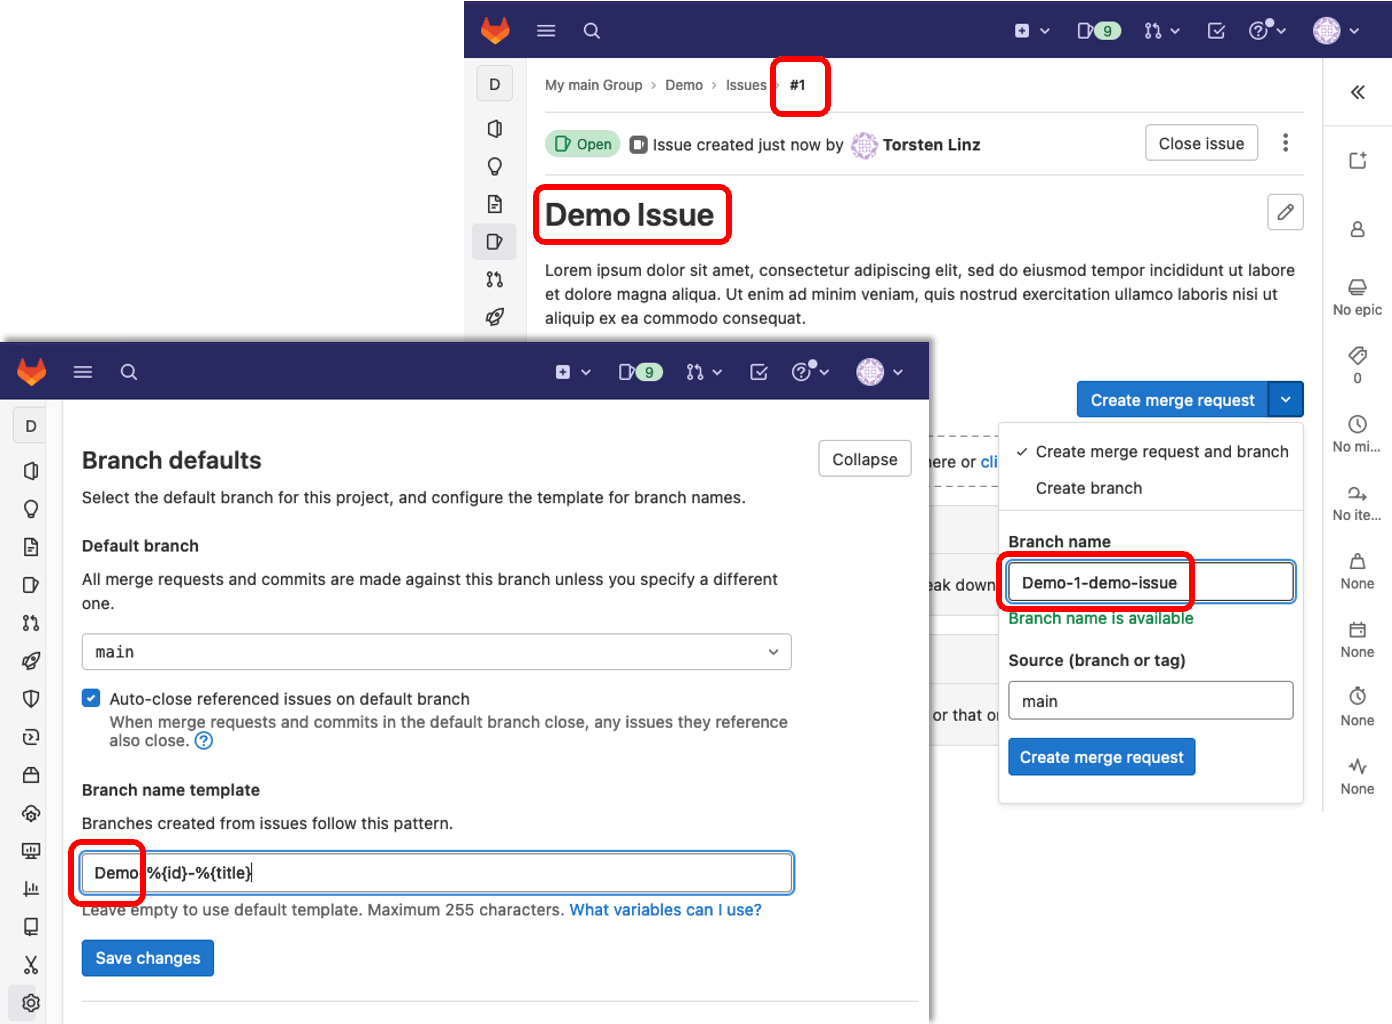 9
D
My main Group › Demo › Issues › #1
Open
Issue created just now by Torsten Linz
Close issue
Demo Issue
Lorem ipsum dolor sit amet, consectetur adipiscing elit, sed do eiusmod tempor incididunt ut labore
et dolore magna aliqua. Ut enim ad minim veniam, quis nostrud exercitation ullamco laboris nisi ut
aliquip ex ea commodo consequat.
No epic
0
No mi...
No ite...
None
None
None
None
Create merge request
Create merge request and branch
Create branch
Branch name
Demo-1-demo-issue
Branch name is available
Source (branch or tag)
main
Create merge request
here or cli
eak down
or that o
9
D
Branch defaults
Collapse
Select the default branch for this project, and configure the template for branch names.
Default branch
All merge requests and commits are made against this branch unless you specify a different
one.
main
Auto-close referenced issues on default branch
When merge requests and commits in the default branch close, any issues they reference
also close.
Branch name template
Branches created from issues follow this pattern.
Demo-%{id}-%{title}
Leave empty to use default template. Maximum 255 characters. What variables can I use?
Save changes